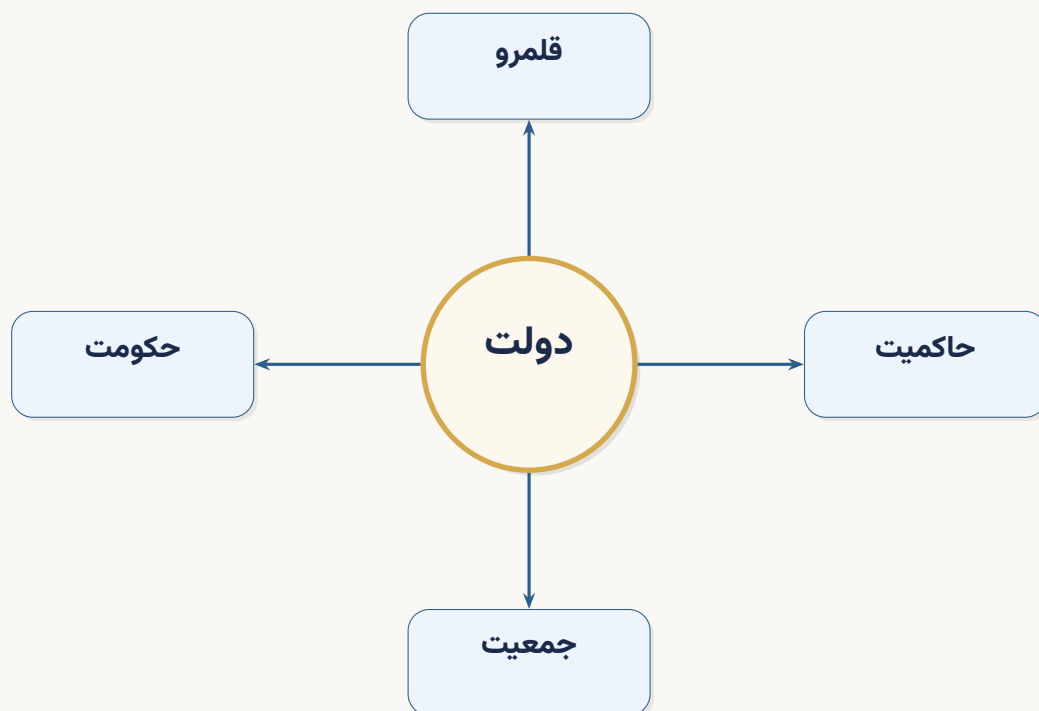 قلمرو
حاکمیت
دولت
حکومت
جمعیت